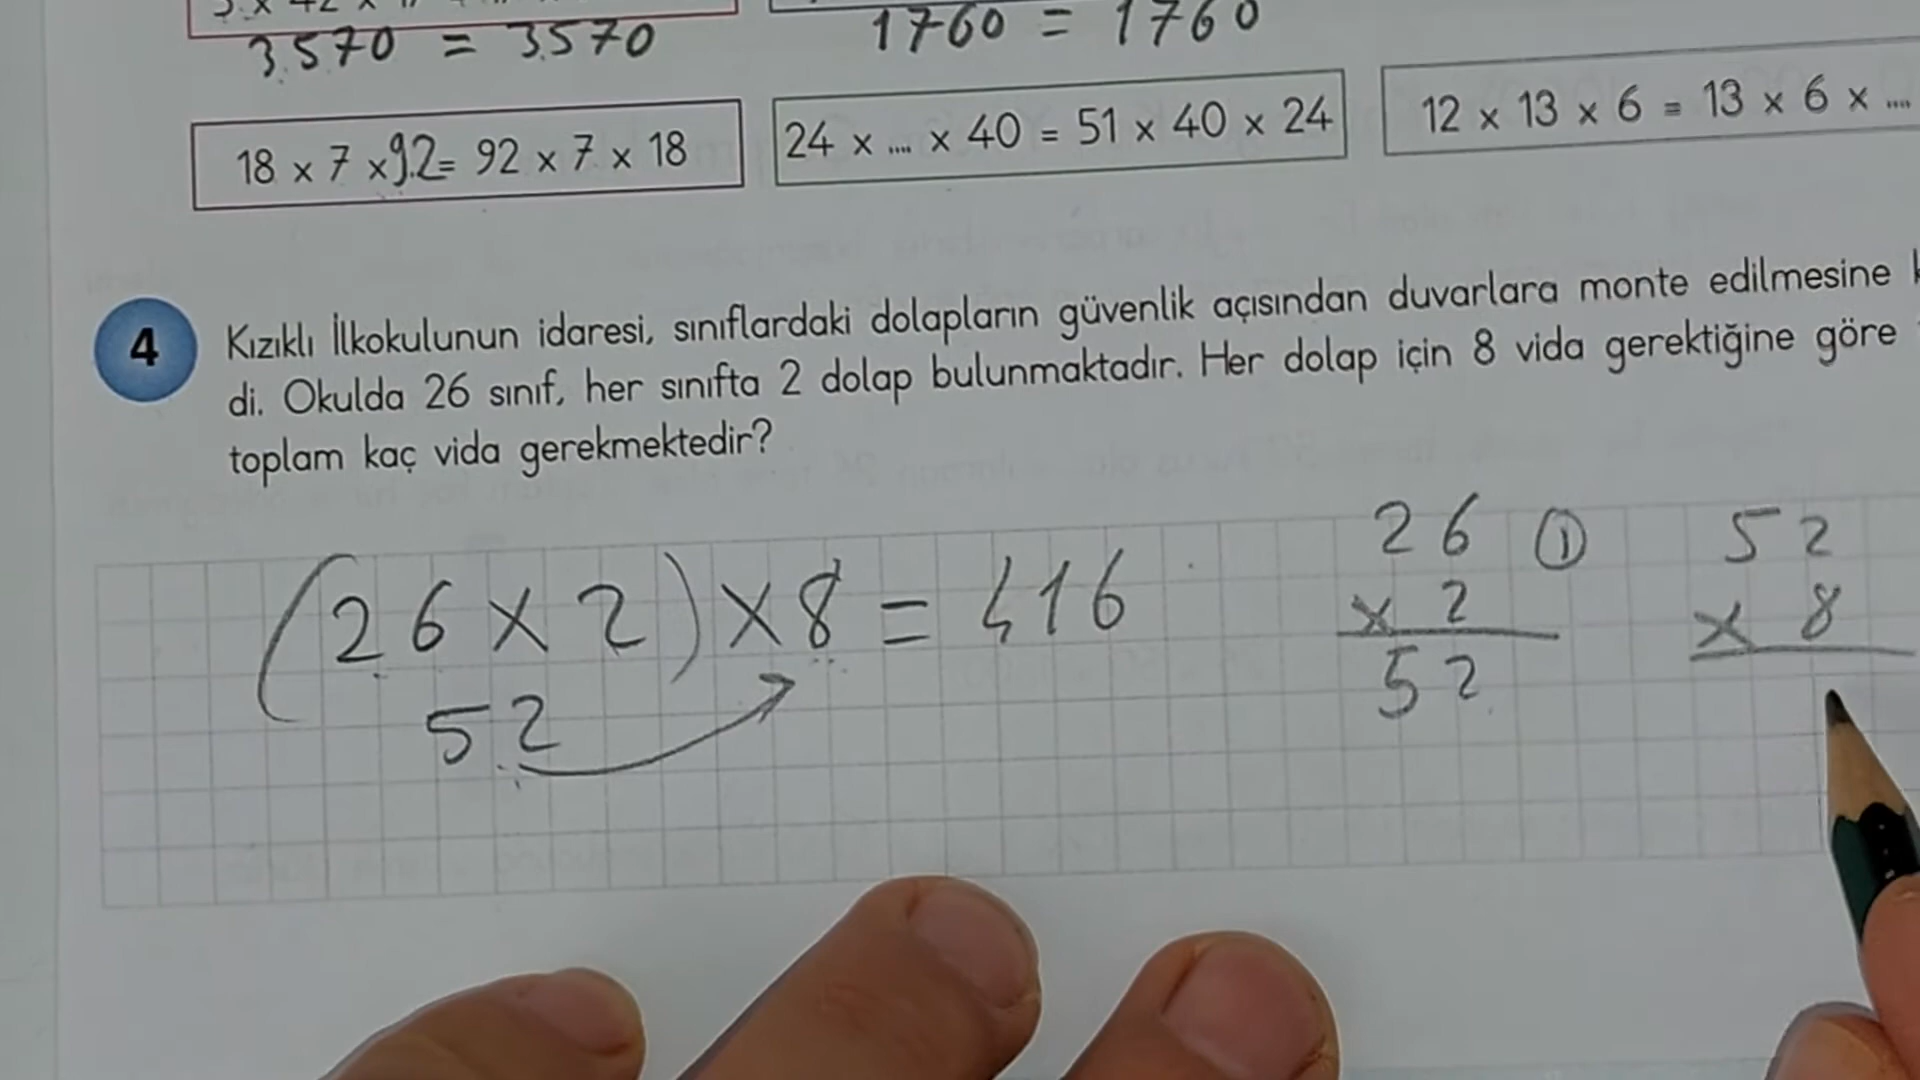 3570 = 3570
1760 = 1760
18 x 7 x 92 = 92 x 7 x 18
24 x .... x 40 = 51 x 40 x 24
12 x 13 x 6 = 13 x 6 x ....
4
Kızıklı İlkokulunun idaresi, sınıflardaki dolapların güvenlik açısından duvarlara monte edilmesine
di. Okulda 26 sınıf, her sınıfta 2 dolap bulunmaktadır. Her dolap için 8 vida gerektiğine göre
toplam kaç vida gerekmektedir?
(26 x 2) x 8 = 416
52
26 1
x 2
52
52
x 8